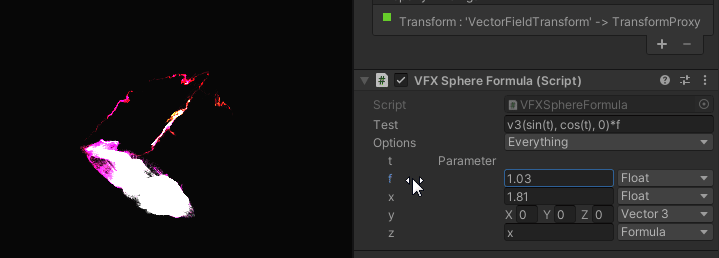 Transform : 'VectorFieldTransform' -> TransformProxy
+ −
# VFX Sphere Formula (Script)
Script VFXSphereFormula
Test v3(sin(t), cos(t), 0)*f
Options Everything
t Parameter
f 1.03 Float
x 1.81 Float
y X 0 Y 0 Z 0 Vector 3
z x Formula